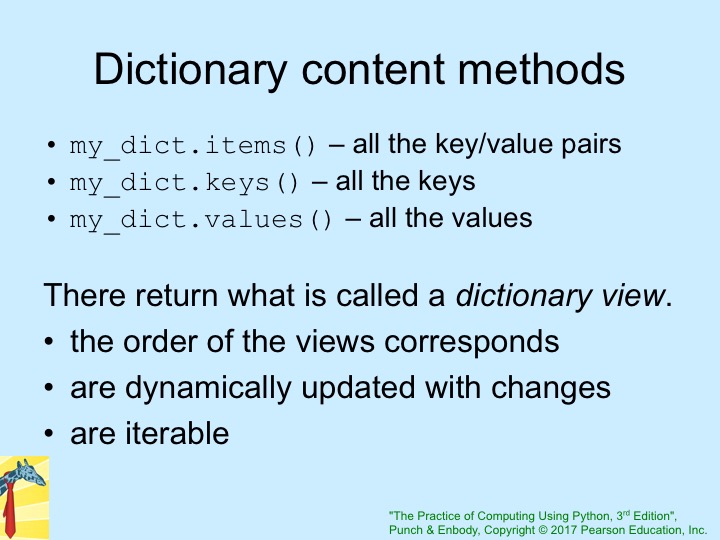 Dictionary content methods
• my_dict.items() – all the key/value pairs
• my_dict.keys() – all the keys
• my_dict.values() – all the values
There return what is called a dictionary view.
• the order of the views corresponds
• are dynamically updated with changes
• are iterable
"The Practice of Computing Using Python, 3rd Edition",
Punch & Enbody, Copyright © 2017 Pearson Education, Inc.